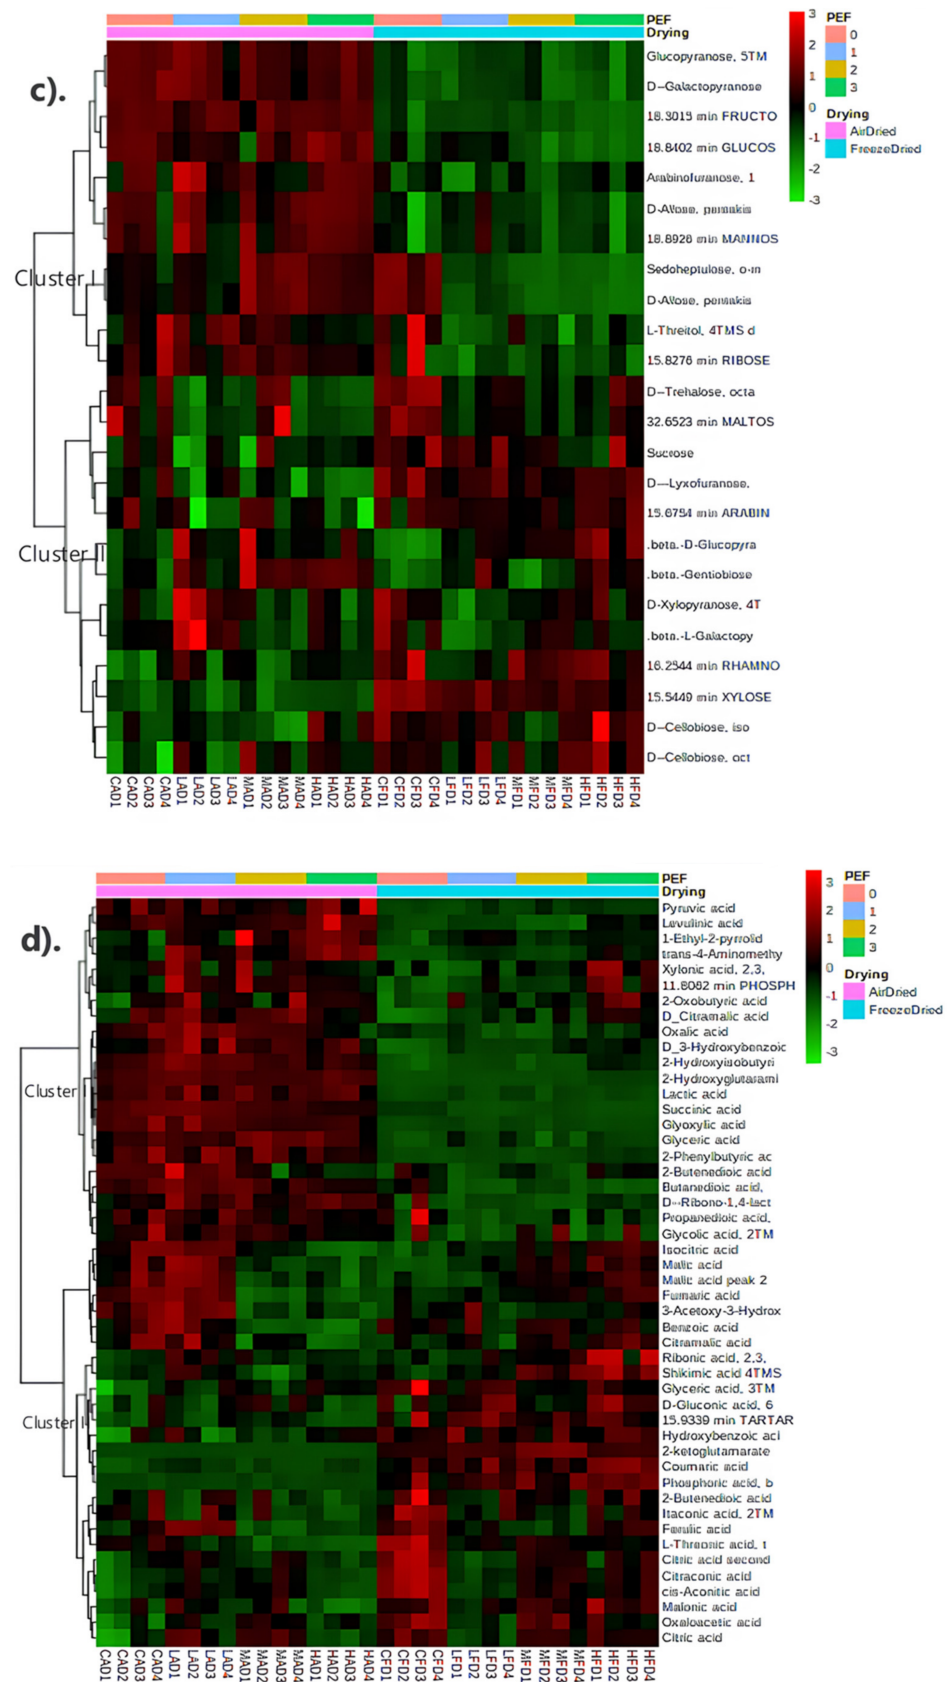 c).
PEF
Drying
Glucopyranose, 5TM
D--Galactopyranose
18.3015 min FRUCTO
18.8402 min GLUCOS
Arabinofuranose, 1
D-Allose, pentakis
18.8926 min MANNOS
Sedoheptulose, o-m
D-Allose, pentakis
L-Threitol, 4TMS d
15.8276 min RIBOSE
D--Trehalose, octa
32.6523 min MALTOS
Sucrose
D---Lyxofuranose,
15.6754 min ARABIN
.beta.-D-Glucopyra
.beta.-Gentiobiose
D-Xylopyranose, 4T
.beta.-L-Galactopy
16.2544 min RHAMNO
15.5449 min XYLOSE
D--Cellobiose, iso
D--Cellobiose, oct
Cluster I
Cluster II
3
2
1
0
-1
-2
-3
PEF
0
1
2
3
Drying
AirDried
FreezeDried
CAD1 CAD2 CAD3 CAD4 LAD1 LAD2 LAD3 LAD4 MAD1 MAD2 MAD3 MAD4 HAD1 HAD2 HAD3 HAD4 CFD1 CFD2 CFD3 CFD4 LFD1 LFD2 LFD3 LFD4 MFD1 MFD2 MFD3 MFD4 HFD1 HFD2 HFD3 HFD4
d).
PEF
Drying
Pyruvic acid
Levulinic acid
1-Ethyl-2-pyrrolid
trans-4-Aminomethy
Xylonic acid, 2,3,
11.8082 min PHOSPH
2-Oxobutyric acid
D_Citramalic acid
Oxalic acid
D_3-Hydroxybenzoic
2-Hydroxyisobutyri
2-Hydroxyglutarami
Lactic acid
Succinic acid
Glyoxylic acid
Glyceric acid
2-Phenylbutyric ac
2-Butenedioic acid
Butanedioic acid,
D--Ribono-1,4-lact
Propanedioic acid,
Glycolic acid, 2TM
Isocitric acid
Malic acid
Malic acid peak 2
Fumaric acid
3-Acetoxy-3-Hydrox
Benzoic acid
Citramalic acid
Ribonic acid, 2,3,
Shikimic acid 4TMS
Glyceric acid, 3TM
D-Gluconic acid, 6
15.9339 min TARTAR
Hydroxybenzoic aci
2-ketoglutamarate
Coumaric acid
Phosphoric acid, b
2-Butenedioic acid
Itaconic acid, 2TM
Ferulic acid
L-Threonic acid, t
Citric acid second
Citraconic acid
cis-Aconitic acid
Malonic acid
Oxaloacetic acid
Citric acid
Cluster
Cluster I
3
2
1
0
-1
-2
-3
PEF
0
1
2
3
Drying
AirDried
FreezeDried
CAD1 CAD2 CAD3 CAD4 LAD1 LAD2 LAD3 LAD4 MAD1 MAD2 MAD3 MAD4 HAD1 HAD2 HAD3 HAD4 CFD1 CFD2 CFD3 CFD4 LFD1 LFD2 LFD3 LFD4 MFD1 MFD2 MFD3 MFD4 HFD1 HFD2 HFD3 HFD4